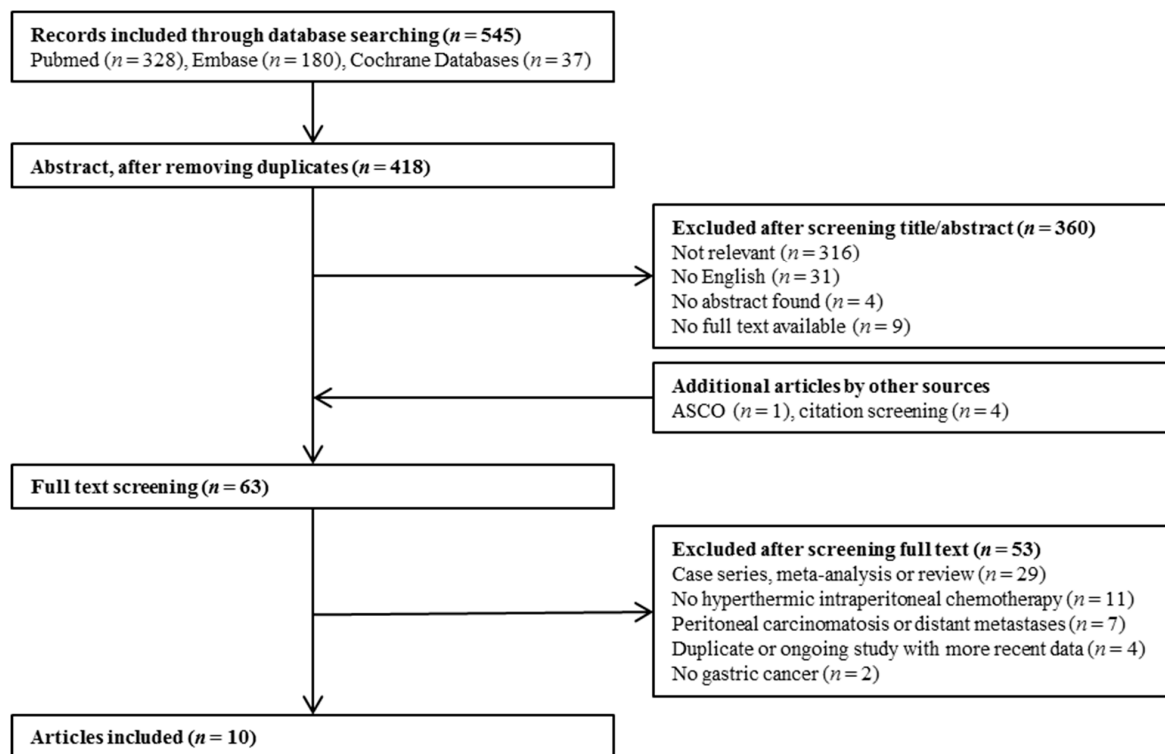 Records included through database searching (n = 545)
Pubmed (n = 328), Embase (n = 180), Cochrane Databases (n = 37)
Abstract, after removing duplicates (n = 418)
Excluded after screening title/abstract (n = 360)
Not relevant (n = 316)
No English (n = 31)
No abstract found (n = 4)
No full text available (n = 9)
Additional articles by other sources
ASCO (n = 1), citation screening (n = 4)
Full text screening (n = 63)
Excluded after screening full text (n = 53)
Case series, meta-analysis or review (n = 29)
No hyperthermic intraperitoneal chemotherapy (n = 11)
Peritoneal carcinomatosis or distant metastases (n = 7)
Duplicate or ongoing study with more recent data (n = 4)
No gastric cancer (n = 2)
Articles included (n = 10)